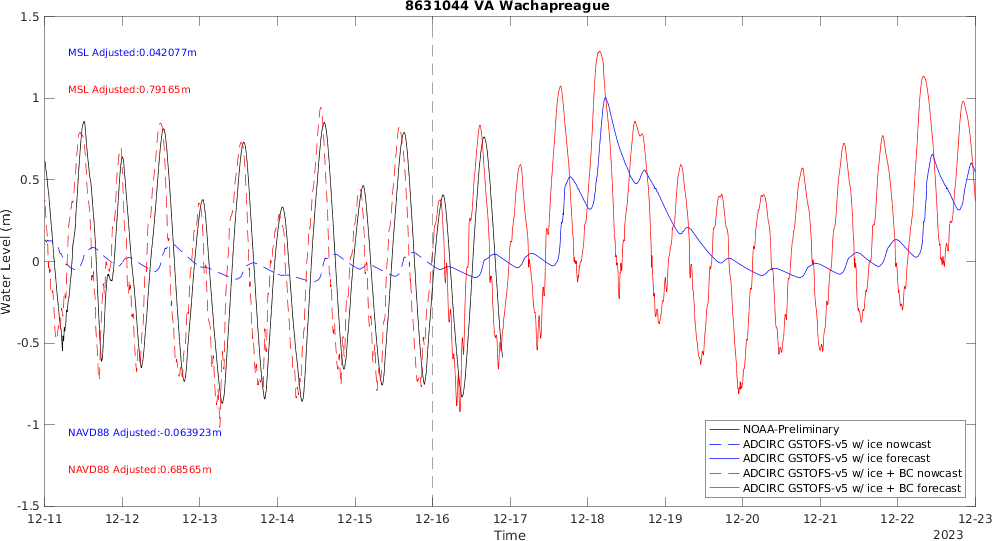 8631044 VA Wachapreague
MSL Adjusted:0.042077m
MSL Adjusted:0.79165m
NAVD88 Adjusted:-0.063923m
NAVD88 Adjusted:0.68565m
Water Level (m)
1.5
1
0.5
0
-0.5
-1
-1.5
NOAA-Preliminary
ADCIRC GSTOFS-v5 w/ ice nowcast
ADCIRC GSTOFS-v5 w/ ice forecast
ADCIRC GSTOFS-v5 w/ ice + BC nowcast
ADCIRC GSTOFS-v5 w/ ice + BC forecast
12-11 12-12 12-13 12-14 12-15 12-16 12-17 12-18 12-19 12-20 12-21 12-22 12-23
Time
2023